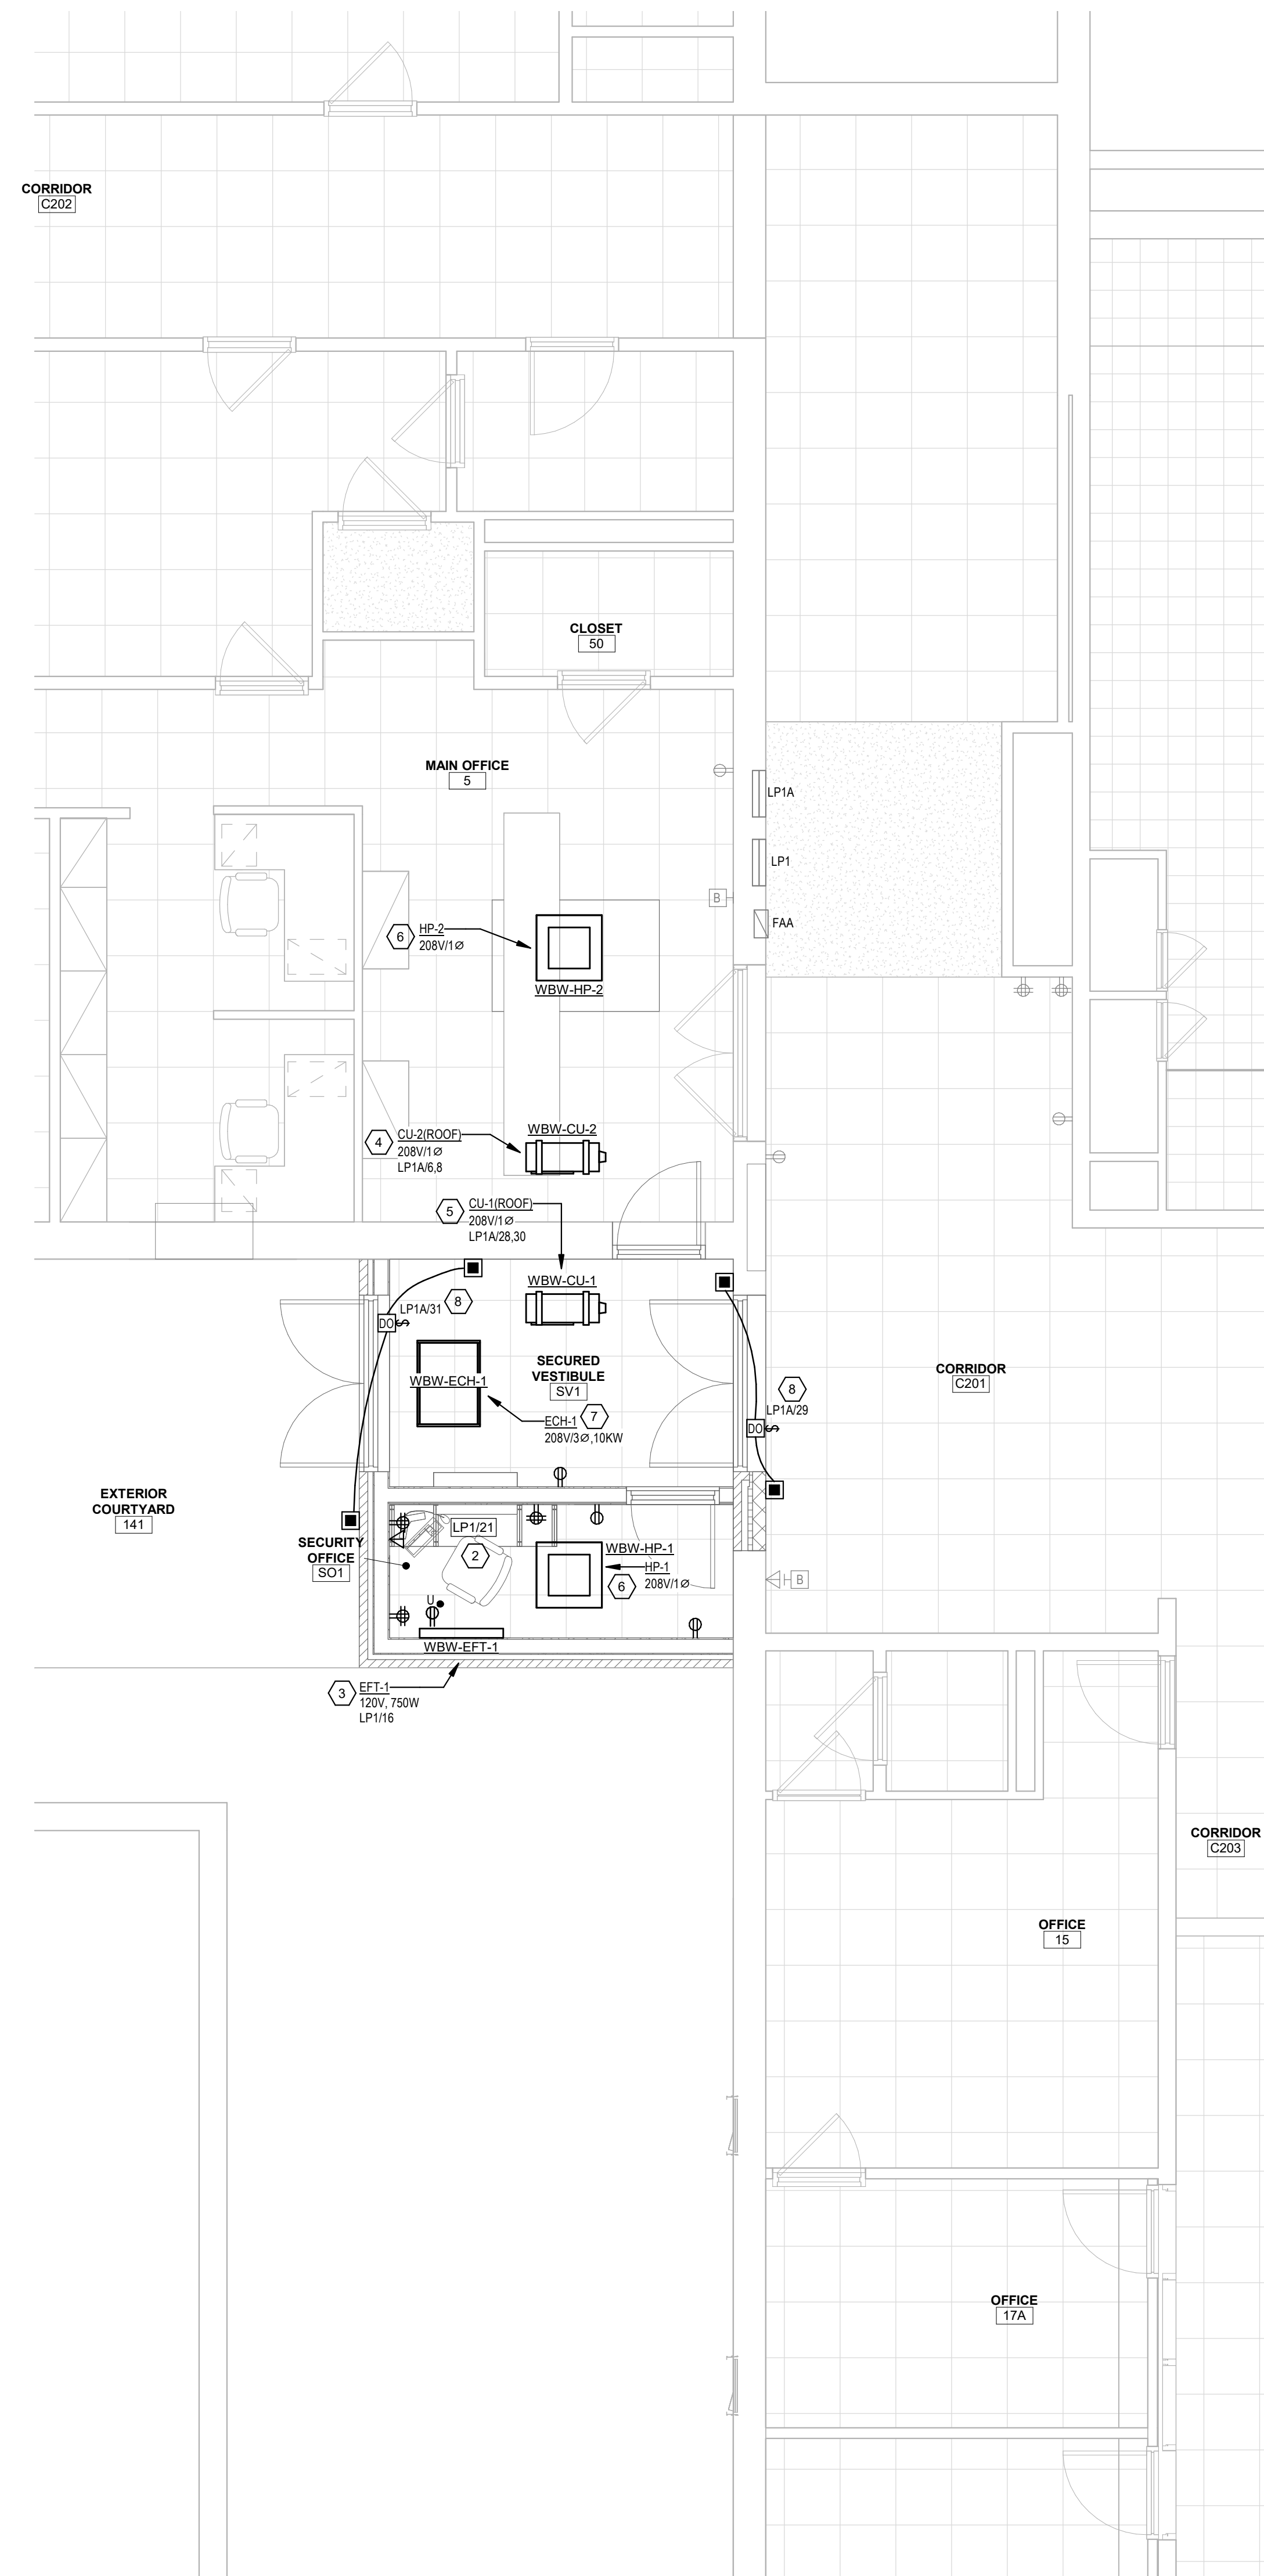 CORRIDOR
C202
CLOSET
50
MAIN OFFICE
5
LP1A
LP1
B
FAA
6
HP-2
208V/1Ø
WBW-HP-2
4
CU-2(ROOF)
208V/1Ø
LP1A/6,8
WBW-CU-2
5
CU-1(ROOF)
208V/1Ø
LP1A/28,30
WBW-CU-1
LP1A/31
8
DO
$
SECURED
VESTIBULE
SV1
WBW-ECH-1
ECH-1
7
208V/3Ø,10KW
8
LP1A/29
DO
$
CORRIDOR
C201
EXTERIOR
COURTYARD
141
SECURITY
OFFICE
SO1
LP1/21
2
WBW-HP-1
HP-1
208V/1Ø
6
B
U
WBW-EFT-1
3
EFT-1
120V, 750W
LP1/16
CORRIDOR
C203
OFFICE
15
OFFICE
17A